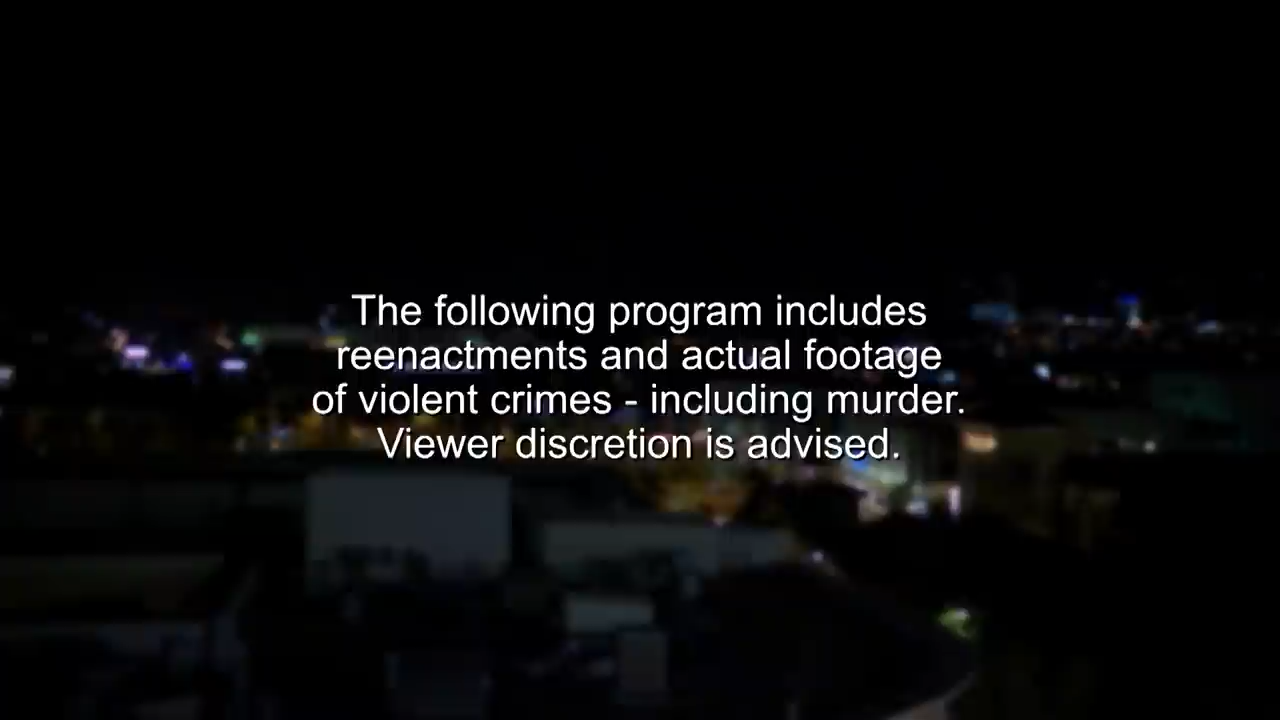 The following program includes
reenactments and actual footage
of violent crimes - including murder.
Viewer discretion is advised.